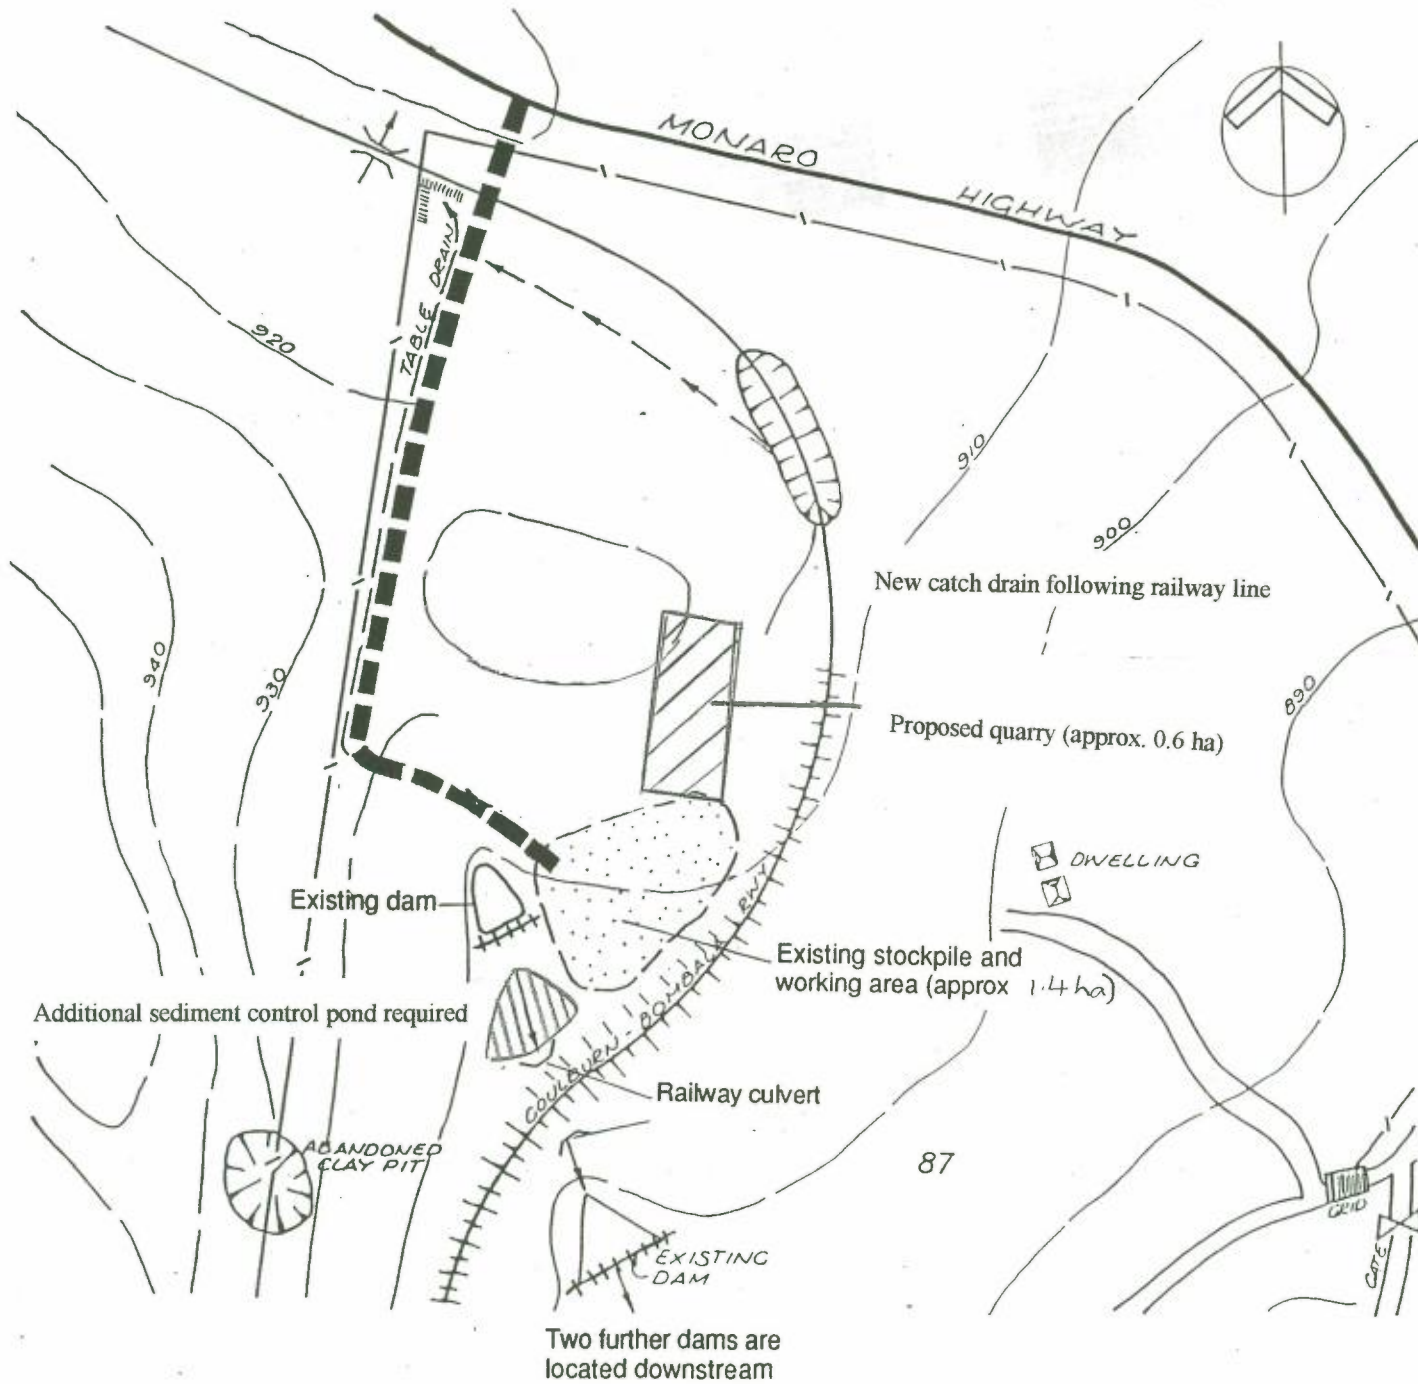 MONARO
HIGHWAY
TABLE DRAIN
920
910
900
New catch drain following railway line
940
930
890
Proposed quarry (approx. 0.6 ha)
DWELLING
Existing dam
Existing stockpile and
working area (approx 1.4 ha)
Additional sediment control pond required
GOULBURN - BOMBALA RWY
Railway culvert
ABANDONED
CLAY PIT
87
GRID
GATE
EXISTING
DAM
Two further dams are
located downstream